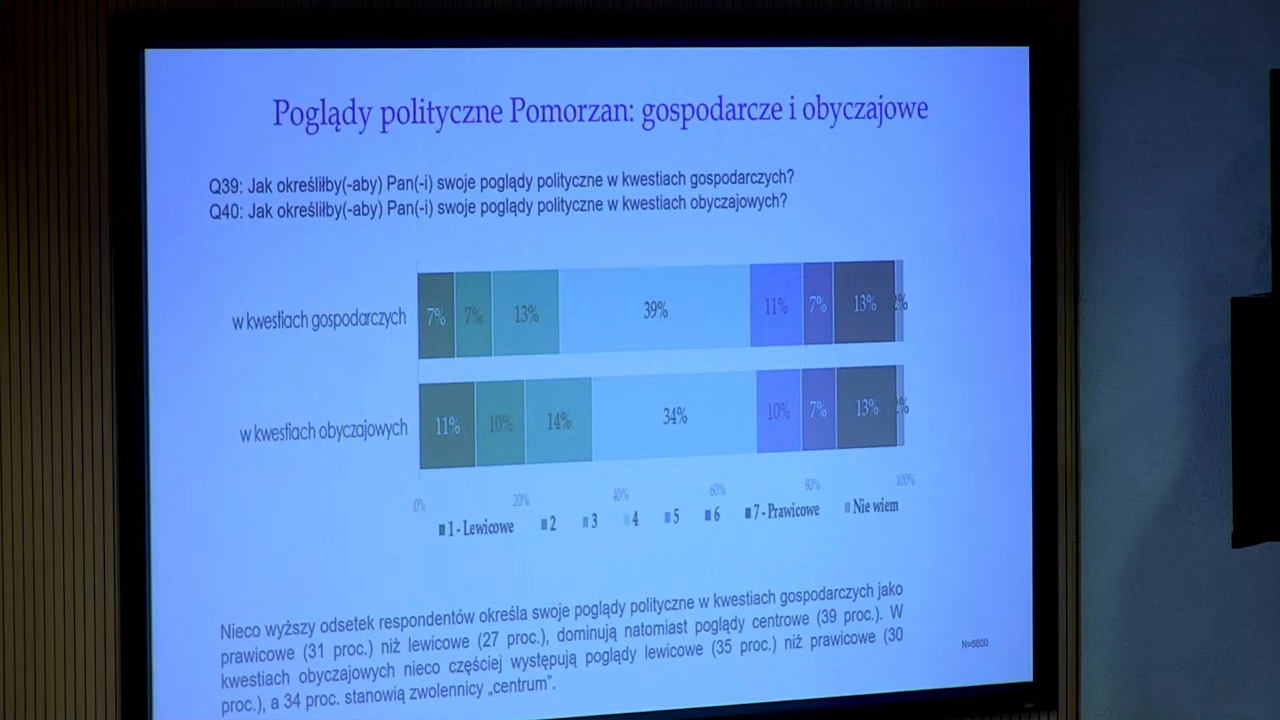 Poglądy polityczne Pomorzan: gospodarcze i obyczajowe
Q39: Jak określiłby(-aby) Pan(-i) swoje poglądy polityczne w kwestiach gospodarczych?
Q40: Jak określiłby(-aby) Pan(-i) swoje poglądy polityczne w kwestiach obyczajowych?
w kwestiach gospodarczych 7% 7% 13% 39% 11% 7% 13% 2%
w kwestiach obyczajowych 11% 10% 14% 34% 10% 7% 13% 2%
0% 20% 40% 60% 80% 100%
1 - Lewicowe 2 3 4 5 6 7 - Prawicowe Nie wiem
Nieco wyższy odsetek respondentów określa swoje poglądy polityczne w kwestiach gospodarczych jako
prawicowe (31 proc.) niż lewicowe (27 proc.), dominują natomiast poglądy centrowe (39 proc.). W
kwestiach obyczajowych nieco częściej występują poglądy lewicowe (35 proc.) niż prawicowe (30
proc.), a 34 proc. stanowią zwolennicy „centrum”.